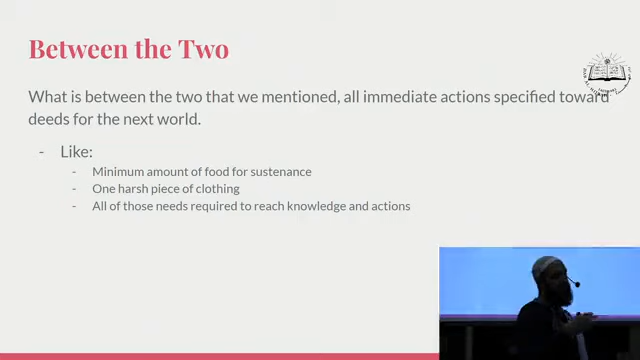 Between the Two
What is between the two that we mentioned, all immediate actions specified toward
deeds for the next world.
- Like:
- Minimum amount of food for sustenance
- One harsh piece of clothing
- All of those needs required to reach knowledge and actions